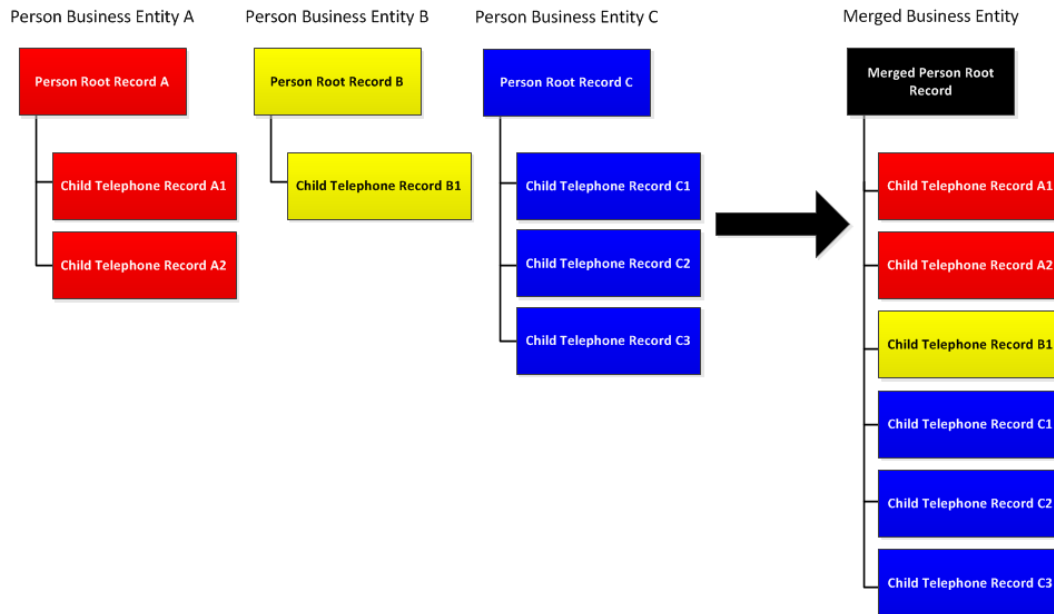 Person Business Entity A
Person Business Entity B
Person Business Entity C
Merged Business Entity
Person Root Record A
Person Root Record B
Person Root Record C
Merged Person Root
Record
Child Telephone Record A1
Child Telephone Record B1
Child Telephone Record C1
Child Telephone Record A1
Child Telephone Record A2
Child Telephone Record C2
Child Telephone Record A2
Child Telephone Record C3
Child Telephone Record B1
Child Telephone Record C1
Child Telephone Record C2
Child Telephone Record C3